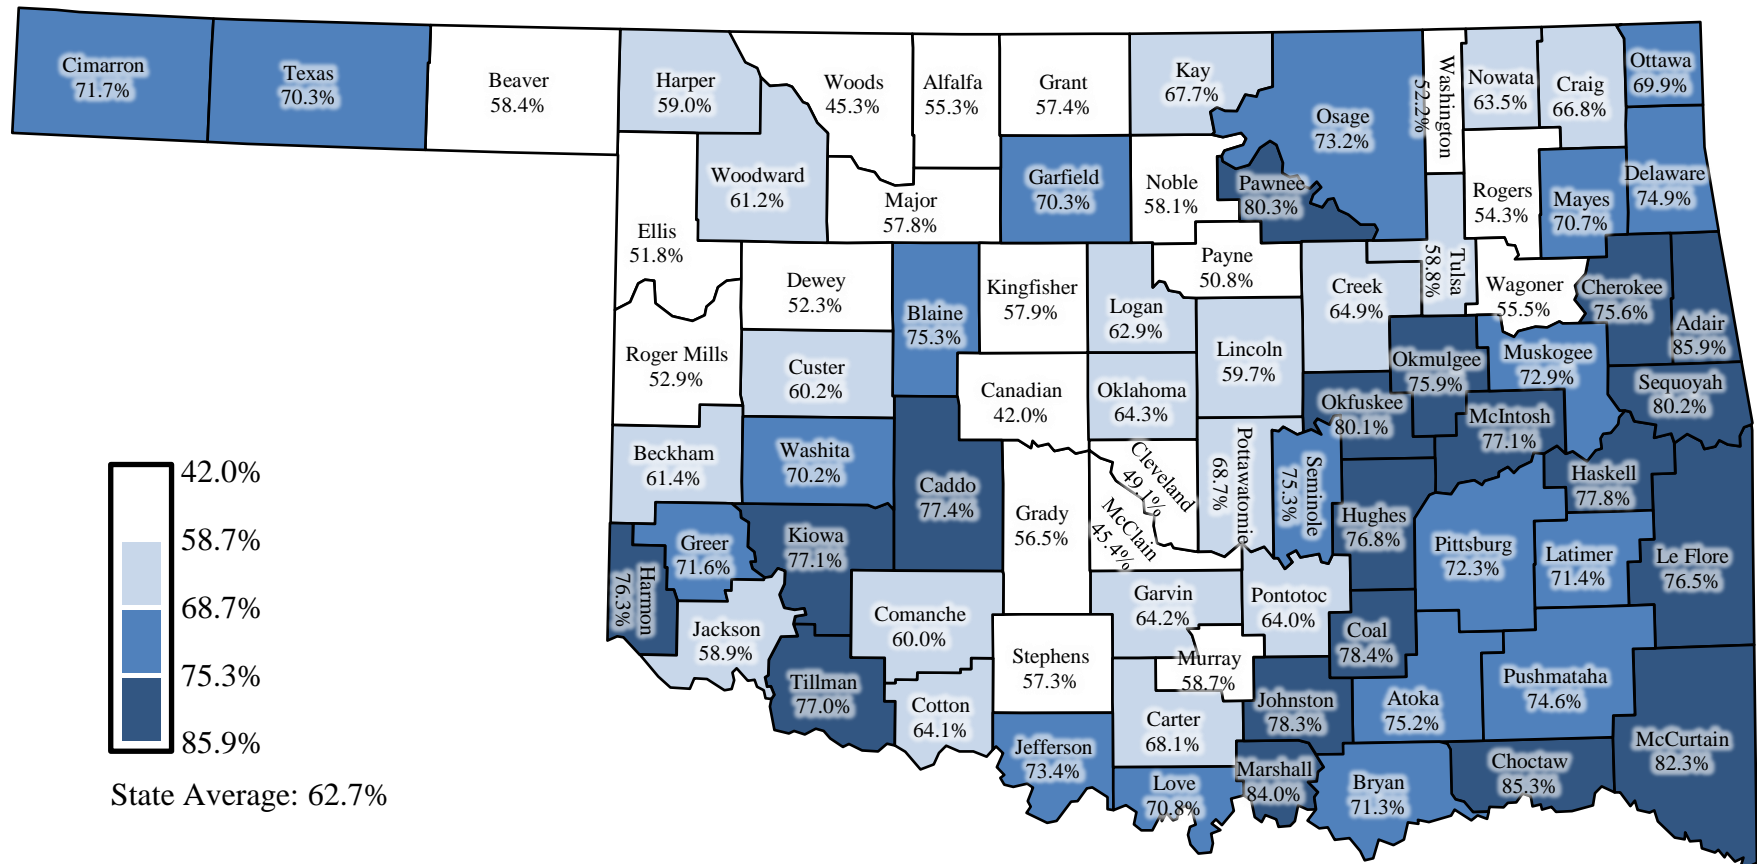 Cimarron
71.7%
Texas
70.3%
Beaver
58.4%
Harper
59.0%
Woods
45.3%
Alfalfa
55.3%
Grant
57.4%
Kay
67.7%
Osage
73.2%
Washington
52.2%
Nowata
63.5%
Craig
66.8%
Ottawa
69.9%
Woodward
61.2%
Major
57.8%
Garfield
70.3%
Noble
58.1%
Pawnee
80.3%
Rogers
54.3%
Mayes
70.7%
Delaware
74.9%
Ellis
51.8%
Dewey
52.3%
Blaine
75.3%
Kingfisher
57.9%
Logan
62.9%
Payne
50.8%
Creek
64.9%
Tulsa
58.8%
Wagoner
55.5%
Cherokee
75.6%
Adair
85.9%
Roger Mills
52.9%
Custer
60.2%
Canadian
42.0%
Oklahoma
64.3%
Lincoln
59.7%
Okmulgee
75.9%
Muskogee
72.9%
Sequoyah
80.2%
Okfuskee
80.1%
McIntosh
77.1%
Beckham
61.4%
Washita
70.2%
Caddo
77.4%
Grady
56.5%
Cleveland
49.1%
McClain
45.4%
Pottawatomie
68.7%
Seminole
75.3%
Hughes
76.8%
Haskell
77.8%
Pittsburg
72.3%
Latimer
71.4%
Le Flore
76.5%
Harmon
76.3%
Greer
71.6%
Kiowa
77.1%
Jackson
58.9%
Comanche
60.0%
Garvin
64.2%
Pontotoc
64.0%
Coal
78.4%
Tillman
77.0%
Cotton
64.1%
Stephens
57.3%
Murray
58.7%
Carter
68.1%
Johnston
78.3%
Atoka
75.2%
Pushmataha
74.6%
McCurtain
82.3%
Jefferson
73.4%
Love
70.8%
Marshall
84.0%
Bryan
71.3%
Choctaw
85.3%
42.0%
58.7%
68.7%
75.3%
85.9%
State Average: 62.7%